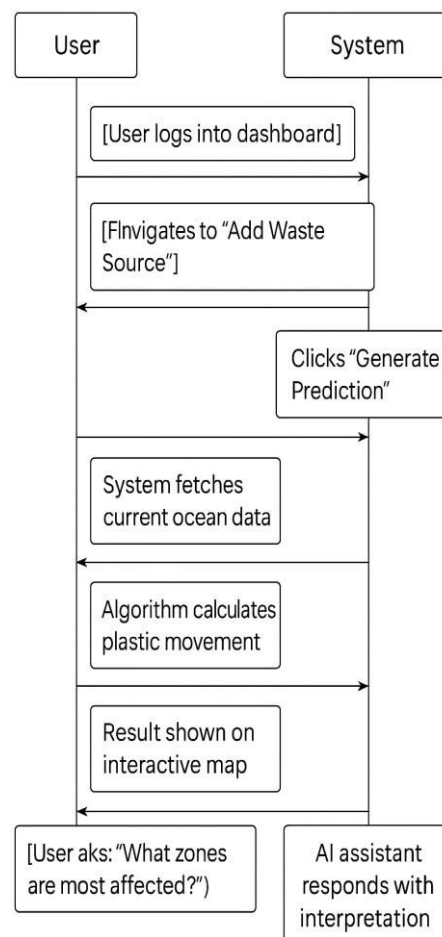 User
System
[User logs into dashboard]
[FInvigates to “Add Waste
Source”]
Clicks “Generate
Prediction”
System fetches
current ocean data
Algorithm calculates
plastic movement
Result shown on
interactive map
[User aks: “What zones
are most affected?”)
AI assistant
responds with
interpretation